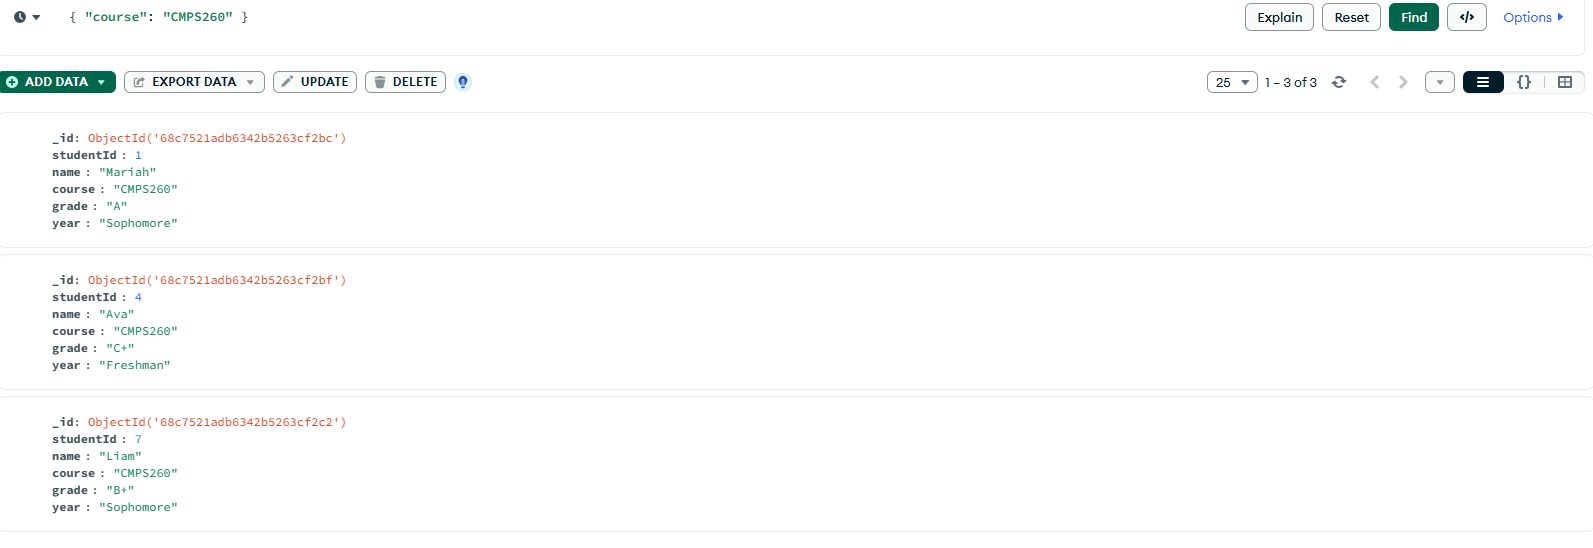 { "course": "CMPS260" }
Explain Reset Find </> Options
ADD DATA EXPORT DATA UPDATE DELETE 25 1 – 3 of 3 {}
_id: ObjectId('68c7521adb6342b5263cf2bc')
studentId : 1
name : "Mariah"
course : "CMPS260"
grade : "A"
year : "Sophomore"
_id: ObjectId('68c7521adb6342b5263cf2bf')
studentId : 4
name : "Ava"
course : "CMPS260"
grade : "C+"
year : "Freshman"
_id: ObjectId('68c7521adb6342b5263cf2c2')
studentId : 7
name : "Liam"
course : "CMPS260"
grade : "B+"
year : "Sophomore"